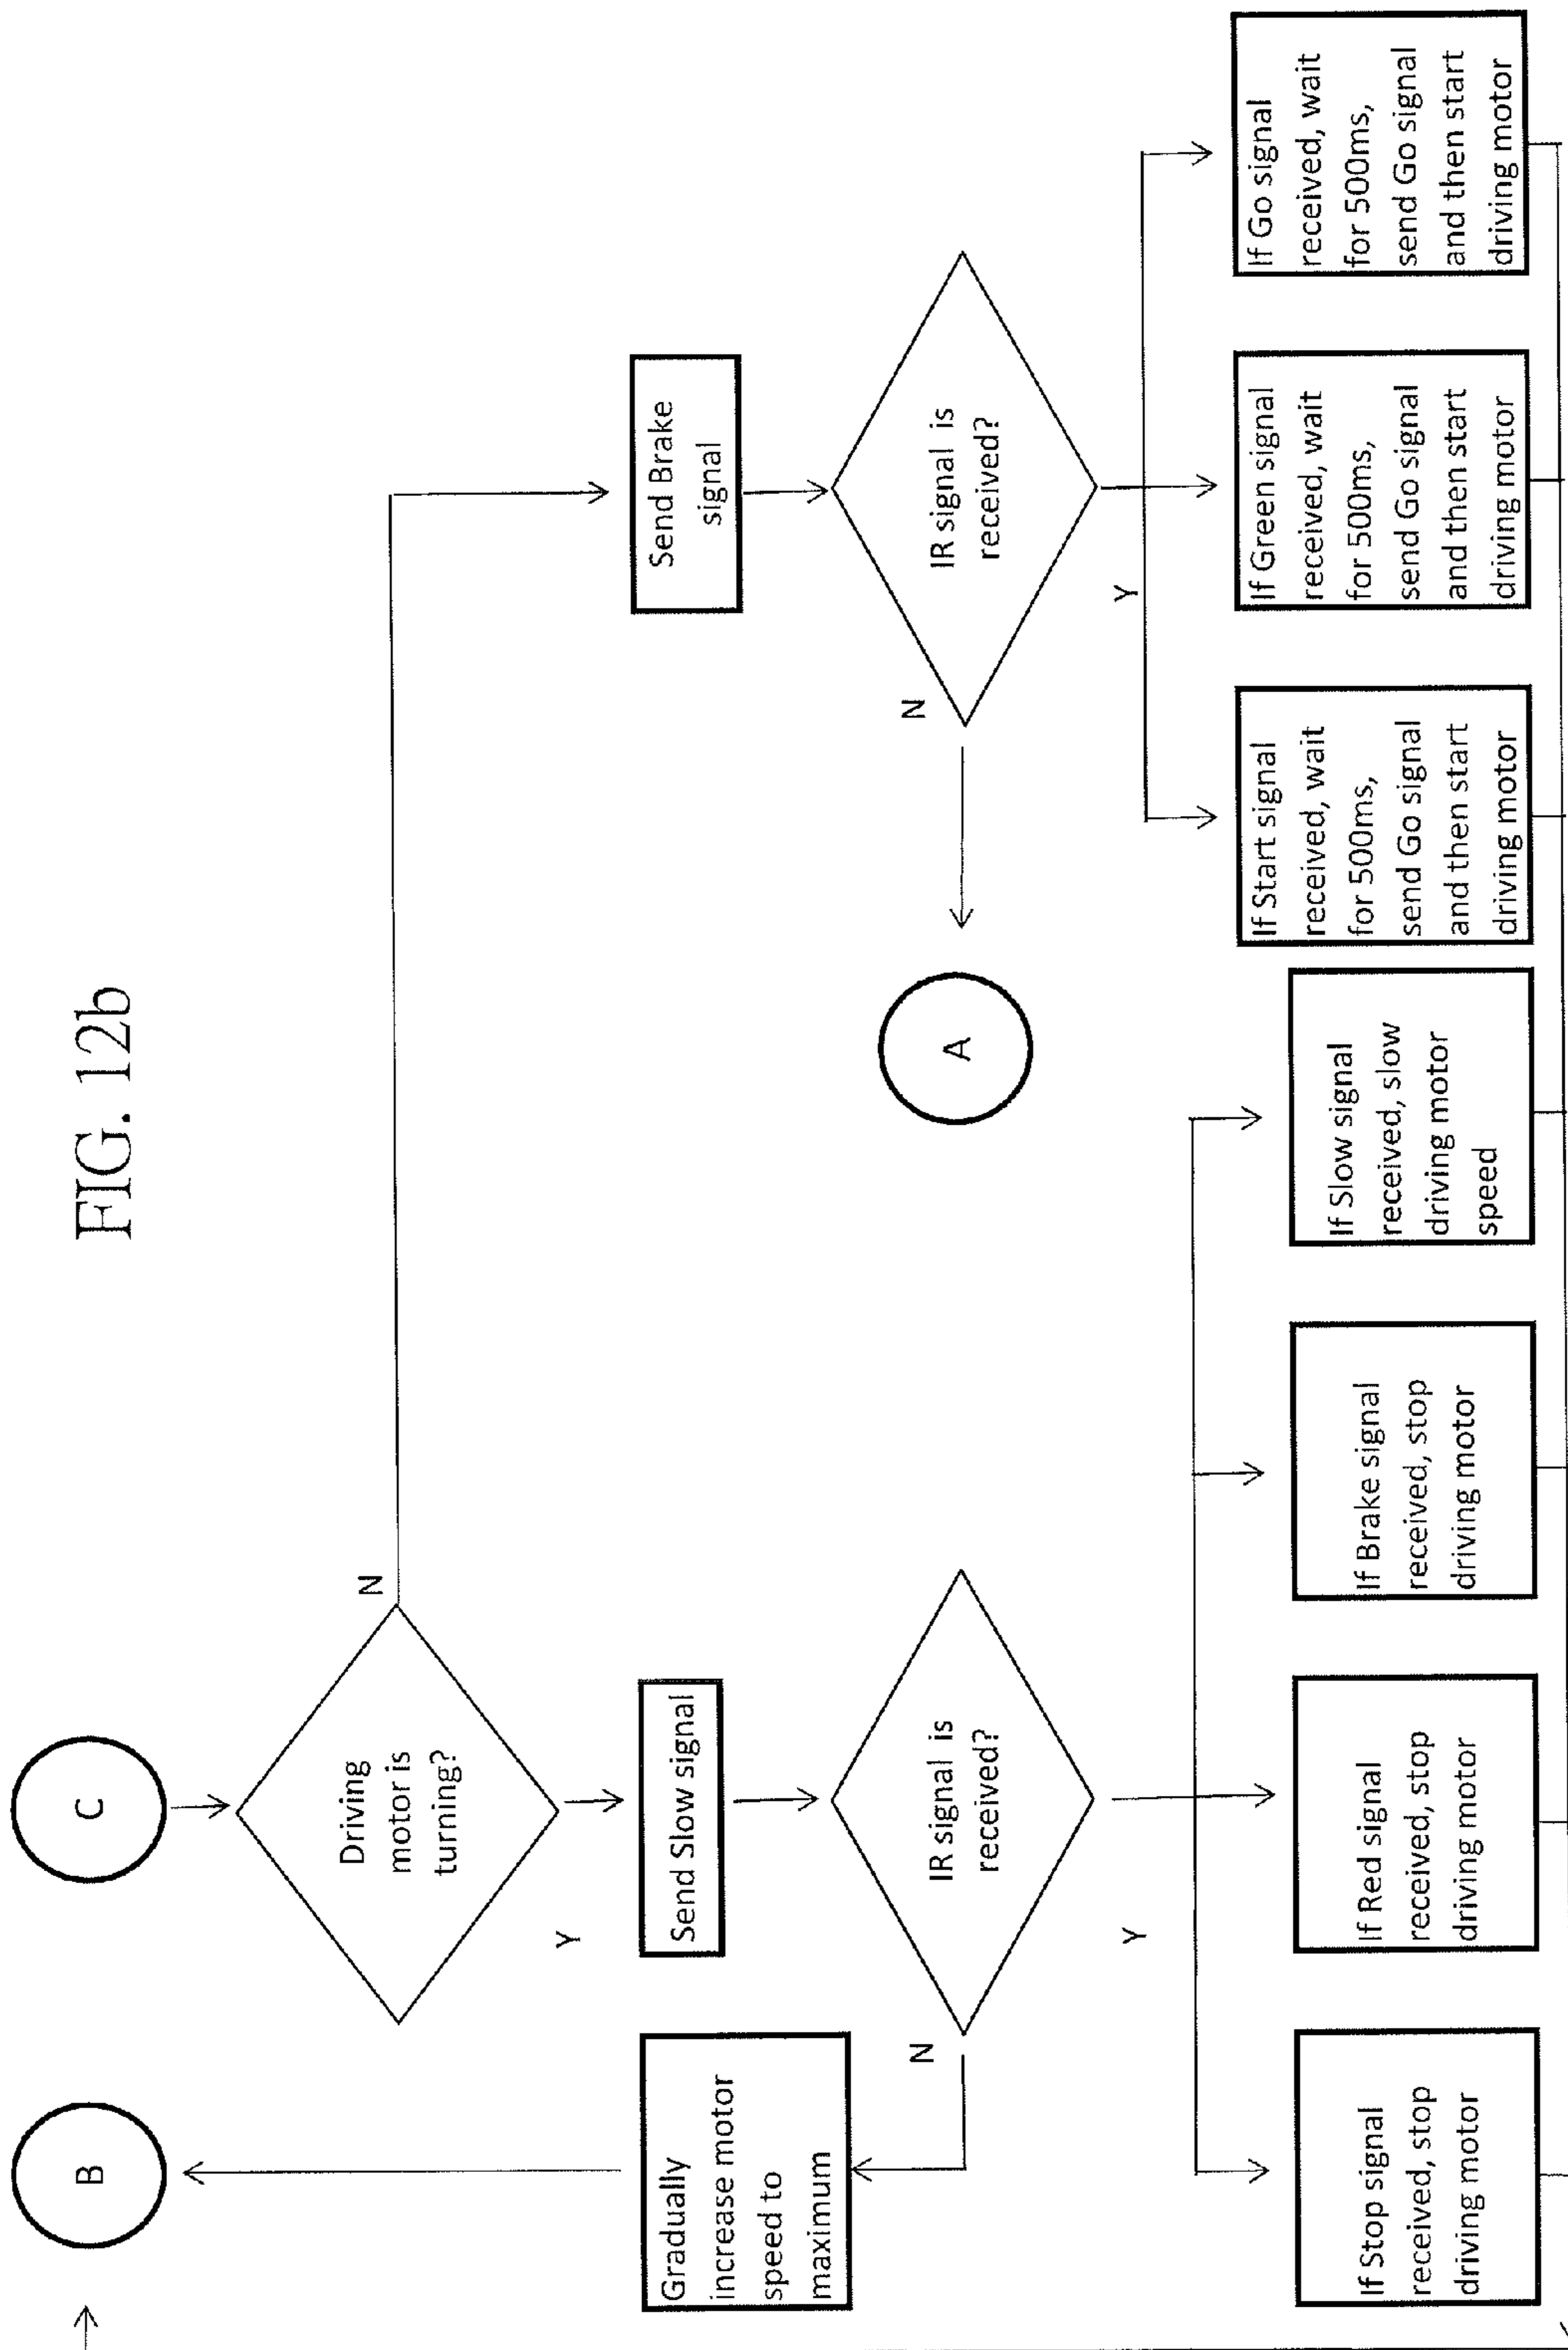 FIG. 12b
B
C
Driving
motor is
turning?
N
Y
Gradually
increase motor
speed to
maximum
Send Slow signal
Send Brake
signal
N
IR signal is
received?
Y
A
N
IR signal is
received?
Y
If Stop signal
received, stop
driving motor
If Red signal
received, stop
driving motor
If Brake signal
received, stop
driving motor
If Slow signal
received, slow
driving motor
speed
If Start signal
received, wait
for 500ms,
send Go signal
and then start
driving motor
If Green signal
received, wait
for 500ms,
send Go signal
and then start
driving motor
If Go signal
received, wait
for 500ms,
send Go signal
and then start
driving motor